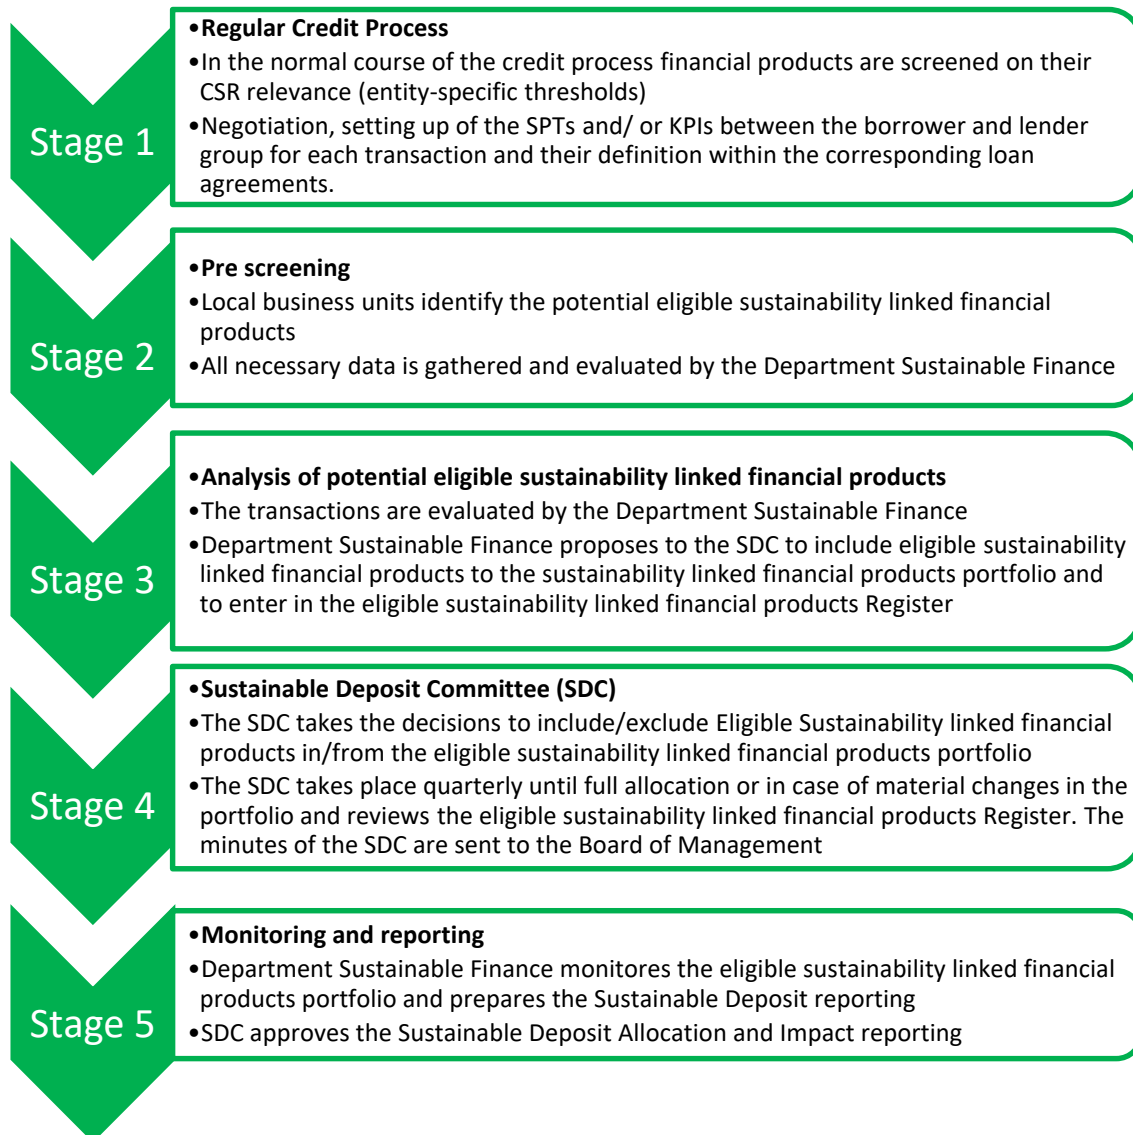 Stage 1
•Regular Credit Process
•In the normal course of the credit process financial products are screened on their
CSR relevance (entity-specific thresholds)
•Negotiation, setting up of the SPTs and/ or KPIs between the borrower and lender
group for each transaction and their definition within the corresponding loan
agreements.
Stage 2
•Pre screening
•Local business units identify the potential eligible sustainability linked financial
products
•All necessary data is gathered and evaluated by the Department Sustainable Finance
Stage 3
•Analysis of potential eligible sustainability linked financial products
•The transactions are evaluated by the Department Sustainable Finance
•Department Sustainable Finance proposes to the SDC to include eligible sustainability
linked financial products to the sustainability linked financial products portfolio and
to enter in the eligible sustainability linked financial products Register
Stage 4
•Sustainable Deposit Committee (SDC)
•The SDC takes the decisions to include/exclude Eligible Sustainability linked financial
products in/from the eligible sustainability linked financial products portfolio
•The SDC takes place quarterly until full allocation or in case of material changes in the
portfolio and reviews the eligible sustainability linked financial products Register. The
minutes of the SDC are sent to the Board of Management
Stage 5
•Monitoring and reporting
•Department Sustainable Finance monitores the eligible sustainability linked financial
products portfolio and prepares the Sustainable Deposit reporting
•SDC approves the Sustainable Deposit Allocation and Impact reporting